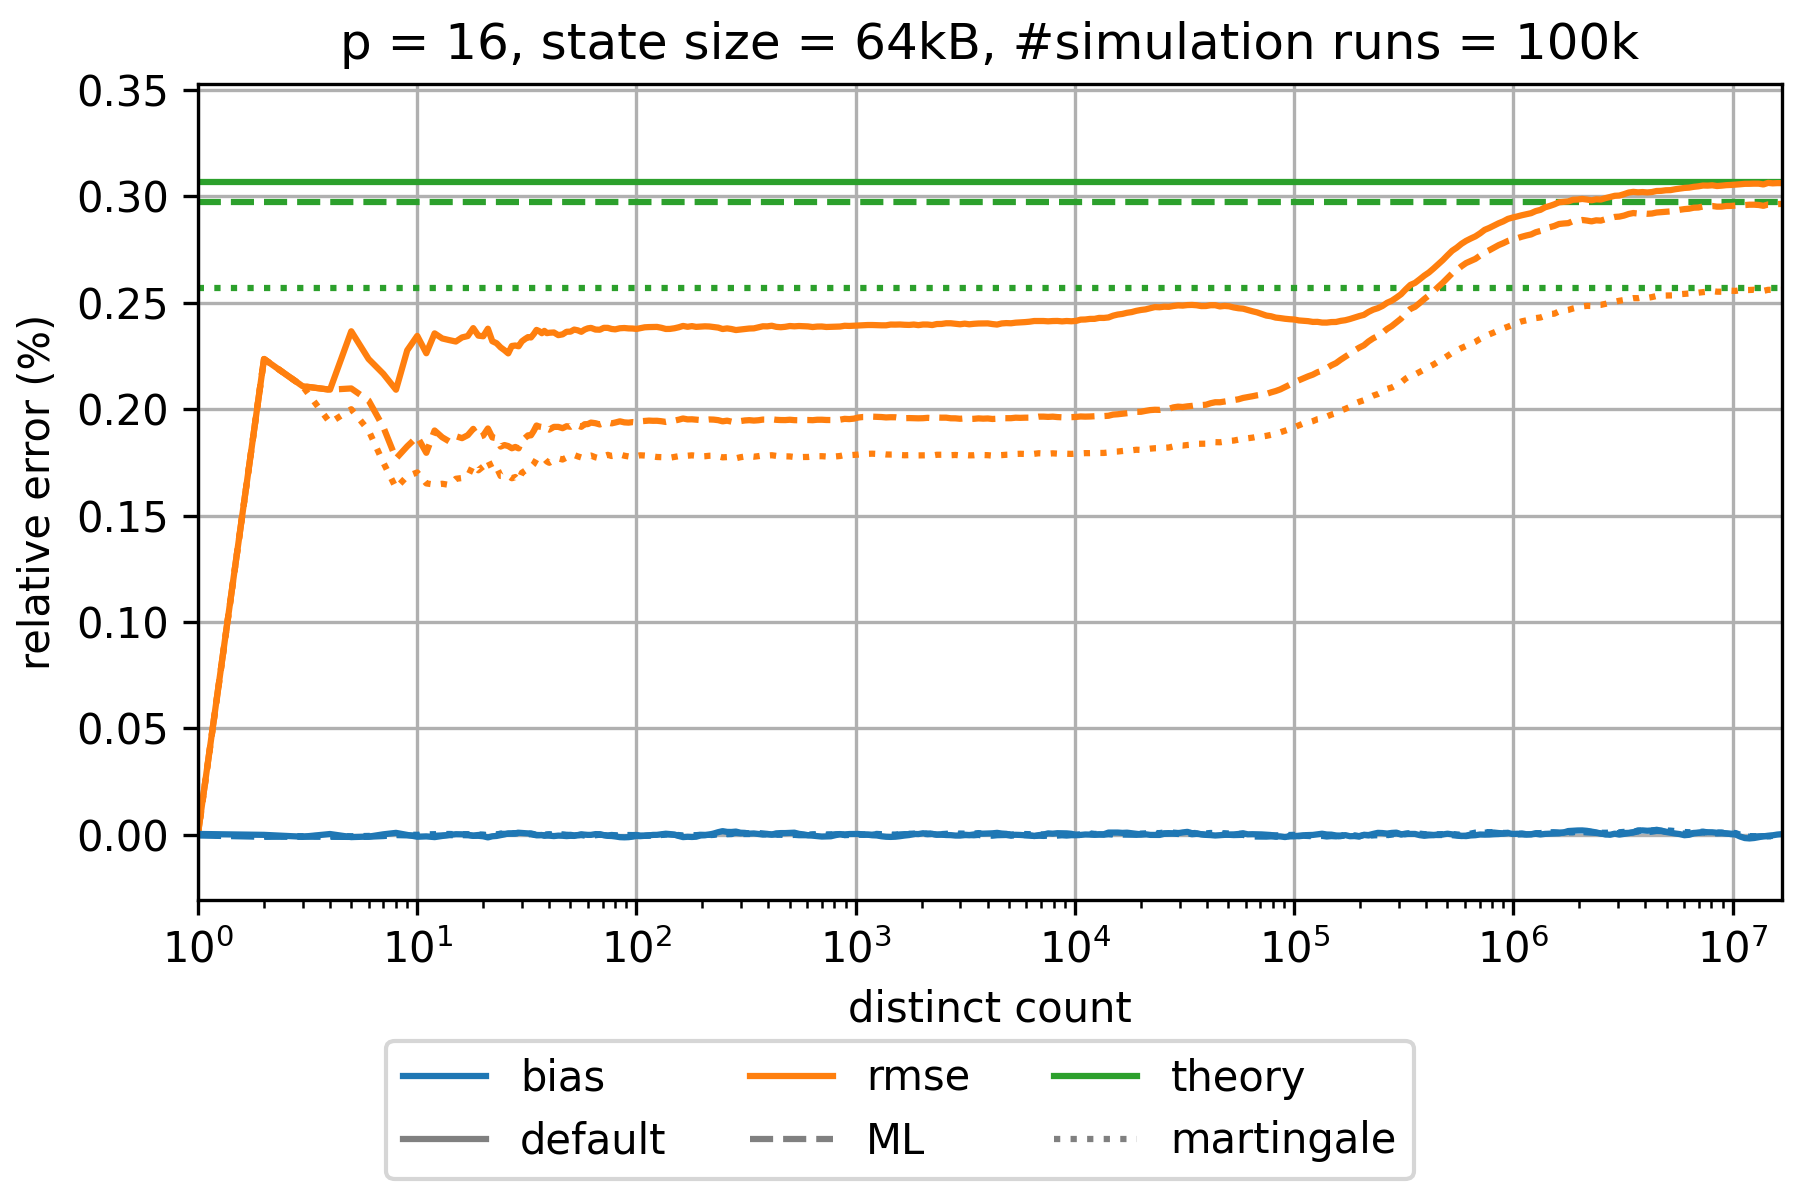 p = 16, state size = 64kB, #simulation runs = 100k
relative error (%)
0.35
0.30
0.25
0.20
0.15
0.10
0.05
0.00
10⁰ 10¹ 10² 10³ 10⁴ 10⁵ 10⁶ 10⁷
distinct count
bias rmse theory
default ML martingale